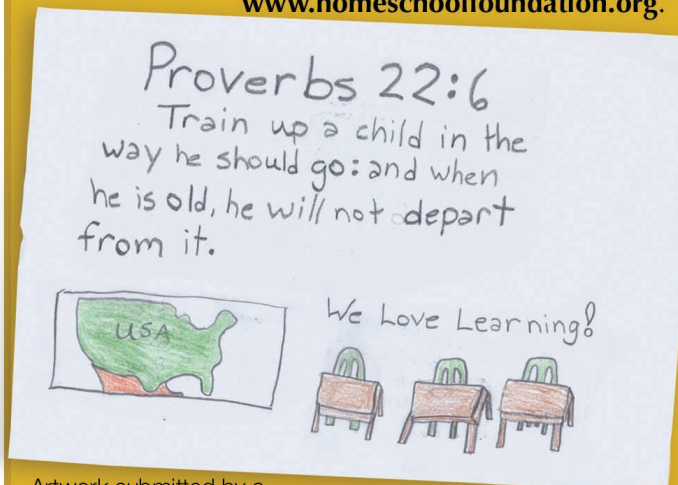 www.homeschoolfoundation.org.
Proverbs 22:6
Train up a child in the
way he should go: and when
he is old, he will not depart
from it.
USA
We Love Learning!
Artwork submitted by a